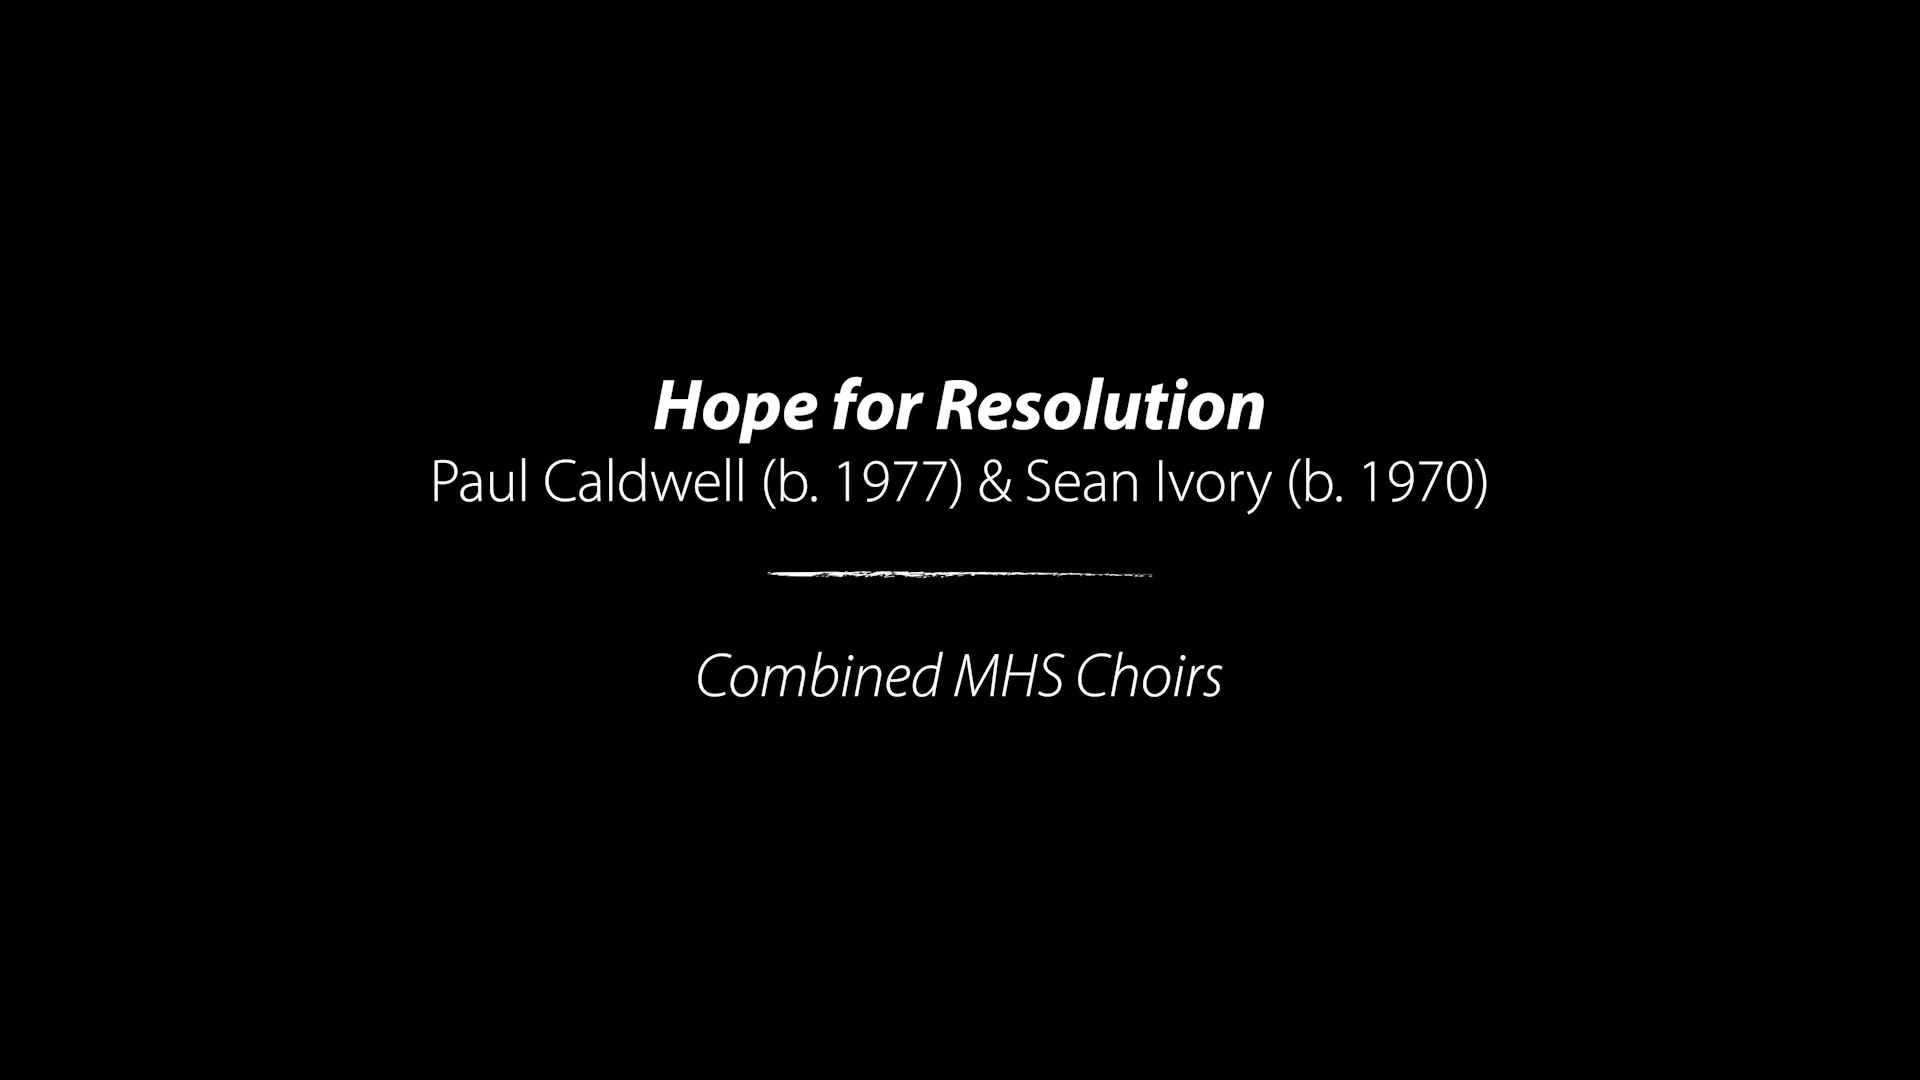 Hope for Resolution
Paul Caldwell (b. 1977) & Sean Ivory (b. 1970)
Combined MHS Choirs